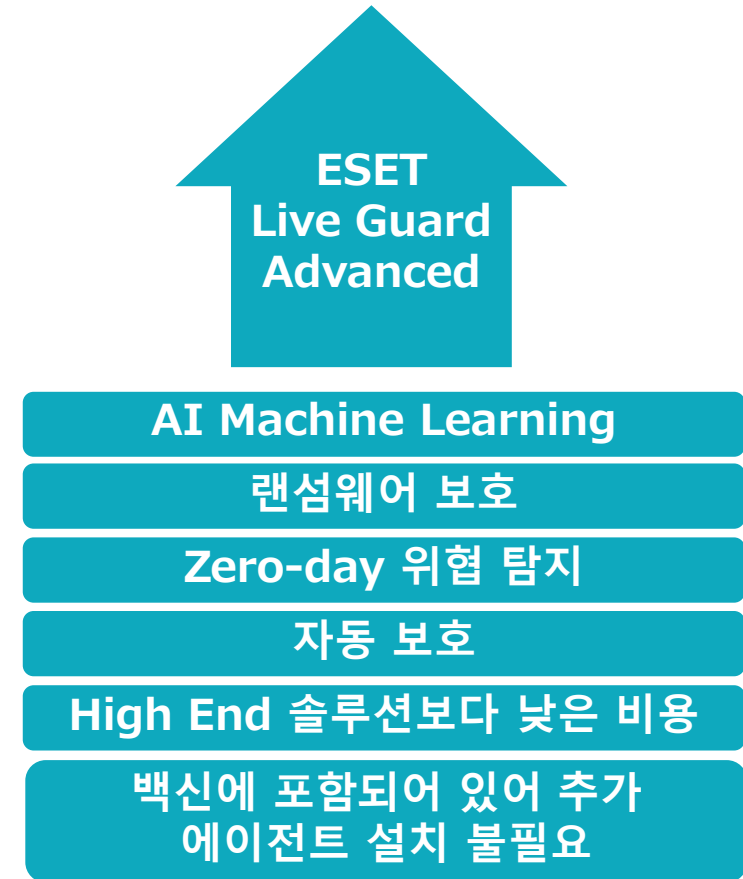 ESET
Live Guard
Advanced
AI Machine Learning
랜섬웨어 보호
Zero-day 위협 탐지
자동 보호
High End 솔루션보다 낮은 비용
백신에 포함되어 있어 추가
에이전트 설치 불필요